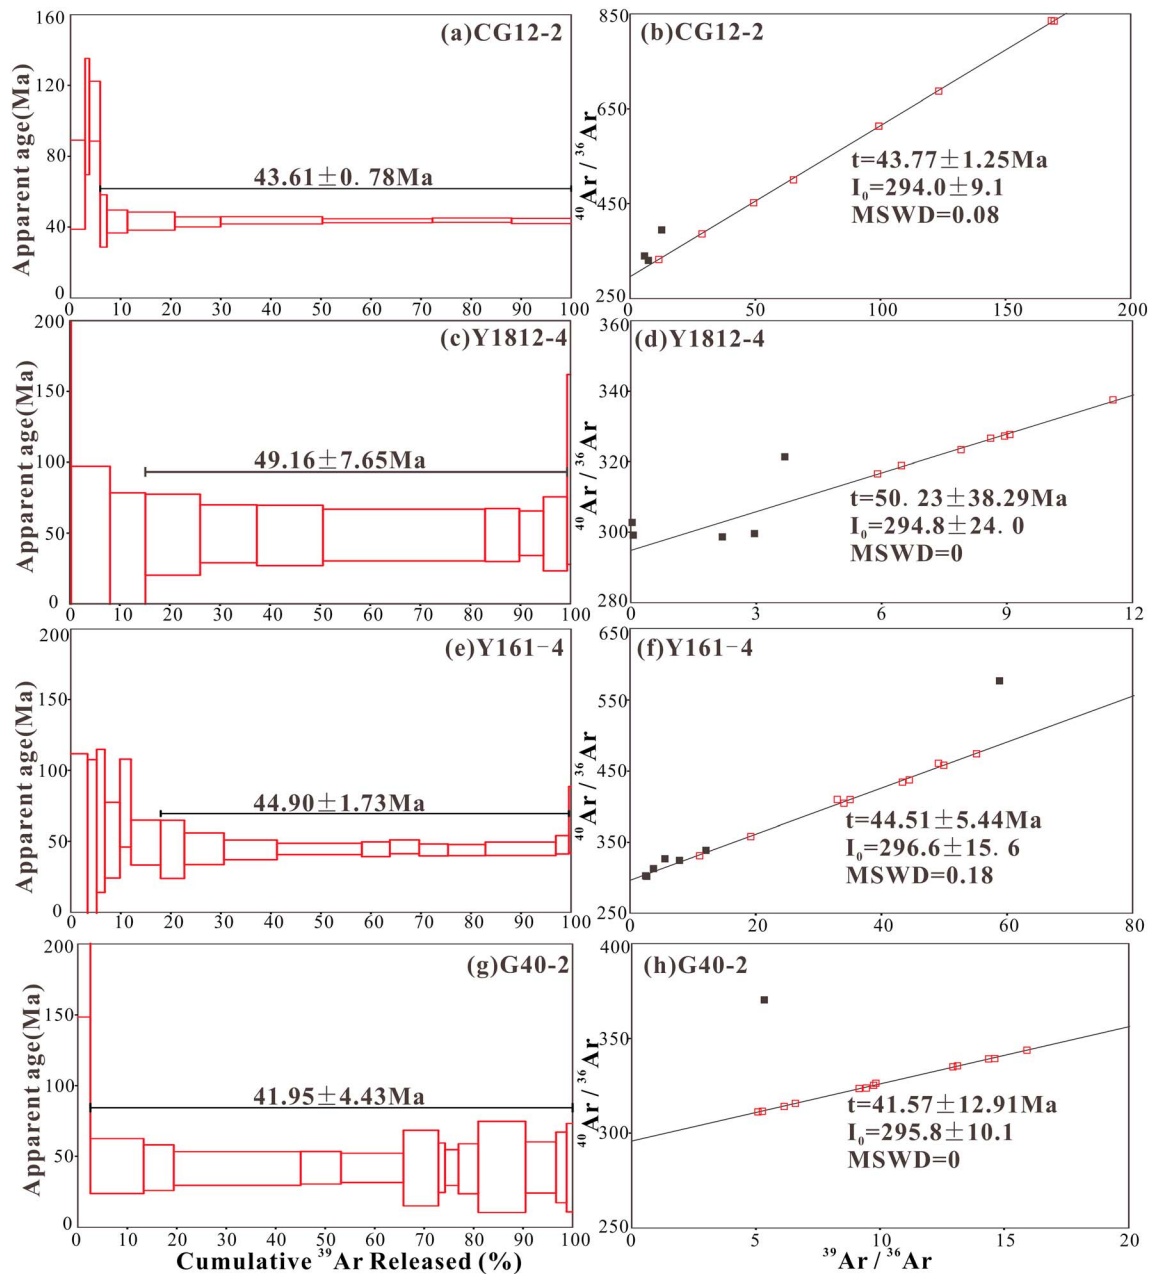 (a)CG12-2
Apparent age(Ma)
160
120
80
40
0
43.61±0. 78Ma
0 10 20 30 40 50 60 70 80 90 100
(b)CG12-2
⁴⁰Ar / ³⁶Ar
850
650
450
250
t=43.77±1.25Ma
I₀=294.0±9.1
MSWD=0.08
0 50 100 150 200
(c)Y1812-4
Apparent age(Ma)
200
150
100
50
0
49.16±7.65Ma
0 10 20 30 40 50 60 70 80 90 100
(d)Y1812-4
⁴⁰Ar / ³⁶Ar
360
340
320
300
280
t=50. 23±38.29Ma
I₀=294.8±24. 0
MSWD=0
0 3 6 9 12
(e)Y161-4
Apparent age(Ma)
200
150
100
50
0
44.90±1.73Ma
0 10 20 30 40 50 60 70 80 90 100
(f)Y161-4
⁴⁰Ar / ³⁶Ar
650
550
450
350
250
t=44.51±5.44Ma
I₀=296.6±15. 6
MSWD=0.18
0 20 40 60 80
(g)G40-2
Apparent age(Ma)
200
150
100
50
0
41.95±4.43Ma
0 10 20 30 40 50 60 70 80 90 100
Cumulative ³⁹Ar Released (%)
(h)G40-2
⁴⁰Ar / ³⁶Ar
400
350
300
250
t=41.57±12.91Ma
I₀=295.8±10.1
MSWD=0
0 5 10 15 20
³⁹Ar / ³⁶Ar